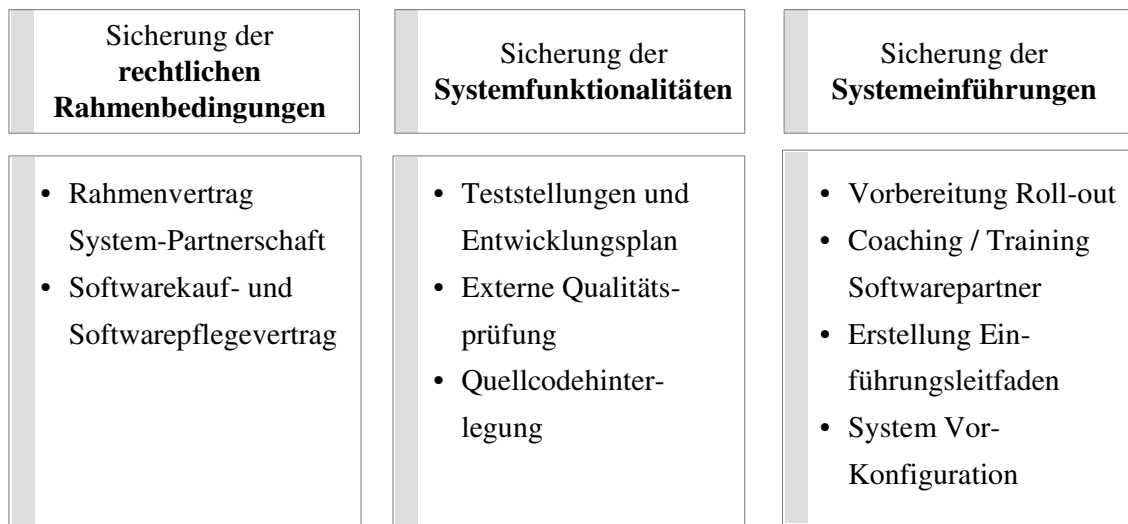 Sicherung der
rechtlichen
Rahmenbedingungen
• Rahmenvertrag
System-Partnerschaft
• Softwarekauf- und
Softwarepflegevertrag
Sicherung der
Systemfunktionalitäten
• Teststellungen und
Entwicklungsplan
• Externe Qualitäts-
prüfung
• Quellcodehinter-
legung
Sicherung der
Systemeinführungen
• Vorbereitung Roll-out
• Coaching / Training
Softwarepartner
• Erstellung Ein-
führungsleitfaden
• System Vor-
Konfiguration